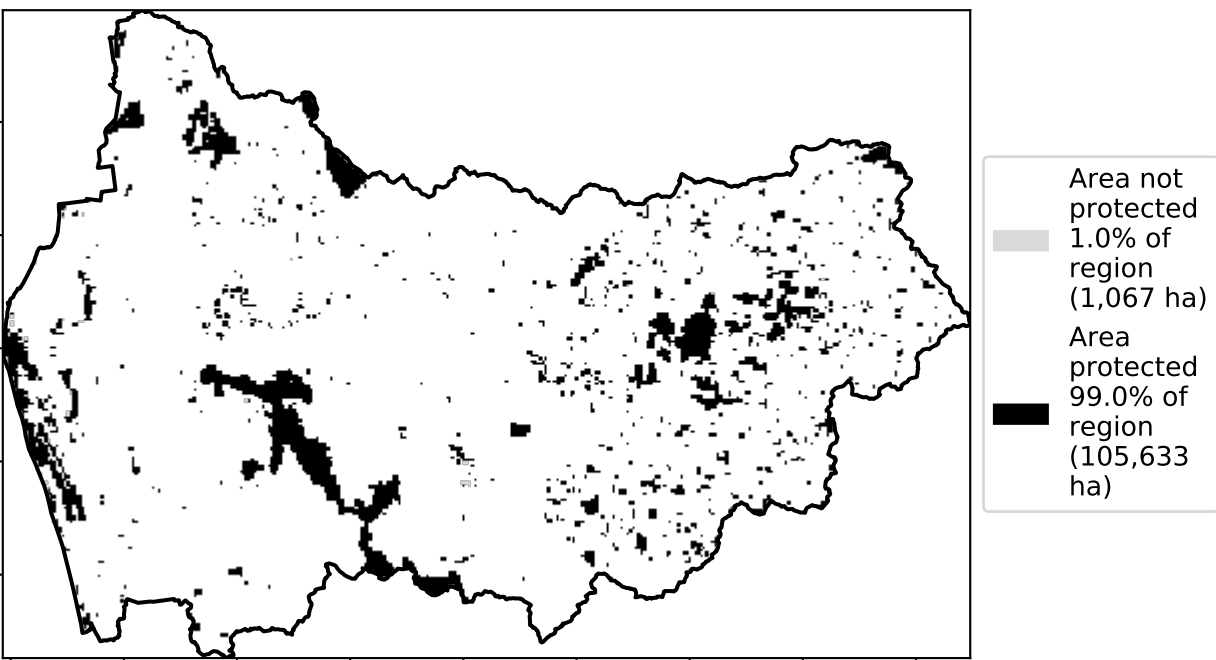 Area not
protected
1.0% of
region
(1,067 ha)
Area
protected
99.0% of
region
(105,633
ha)